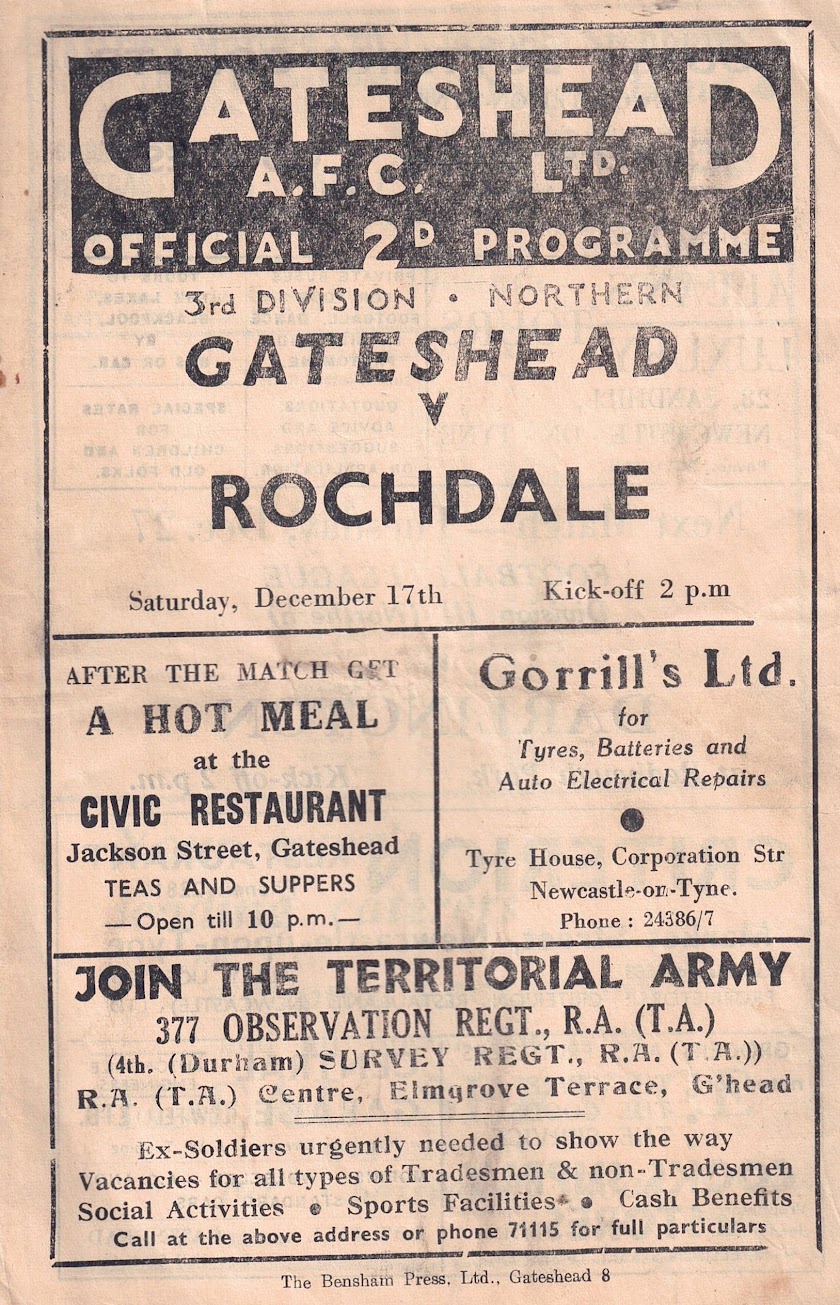 GATESHEAD
A.F.C. LTD.
OFFICIAL 2D PROGRAMME
3rd DIVISION • NORTHERN
GATESHEAD
V
ROCHDALE
Saturday, December 17th Kick-off 2 p.m
AFTER THE MATCH GET
A HOT MEAL
at the
CIVIC RESTAURANT
Jackson Street, Gateshead
TEAS AND SUPPERS
—Open till 10 p.m.—
Gorrill's Ltd.
for
Tyres, Batteries and
Auto Electrical Repairs
●
Tyre House, Corporation Str
Newcastle-on-Tyne.
Phone : 24386/7
JOIN THE TERRITORIAL ARMY
377 OBSERVATION REGT., R.A. (T.A.)
(4th. (Durham) SURVEY REGT., R.A. (T.A.))
R.A. (T.A.) Centre, Elmgrove Terrace, G'head
Ex-Soldiers urgently needed to show the way
Vacancies for all types of Tradesmen & non-Tradesmen
Social Activities ● Sports Facilities ● Cash Benefits
Call at the above address or phone 71115 for full particulars
The Bensham Press, Ltd., Gateshead 8